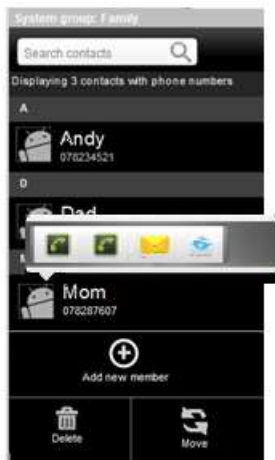 System group: Family
Search contacts
Displaying 3 contacts with phone numbers
A
Andy
078234521
D
Dad
M
Mom
078287607
Add new member
Delete
Move